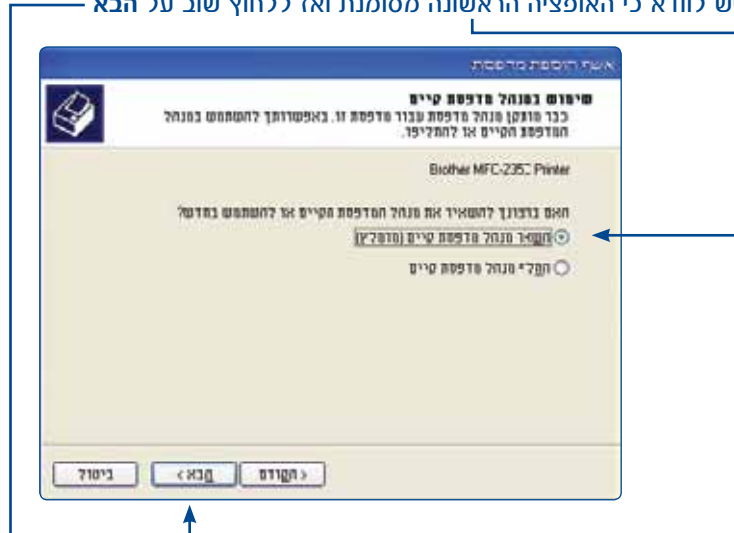 יש לוודא כי האופציה הראשונה מסומנת ואז ללחוץ שוב על הבא
אשף הוספת מדפסת
שימוש במנהל מדפסת קיים
כבר מותקן מנהל מדפסת עבור מדפסת זו. באפשרותך להשתמש במנהל
המדפסת הקיים או להחליפו.
Brother MFC-235 Printer
האם ברצונך להשאיר את מנהל המדפסת הקיים או להשתמש בחדש?
השאר מנהל מדפסת קיים (מומלץ)
החלף מנהל מדפסת קיים
< הקודם
הבא >
ביטול